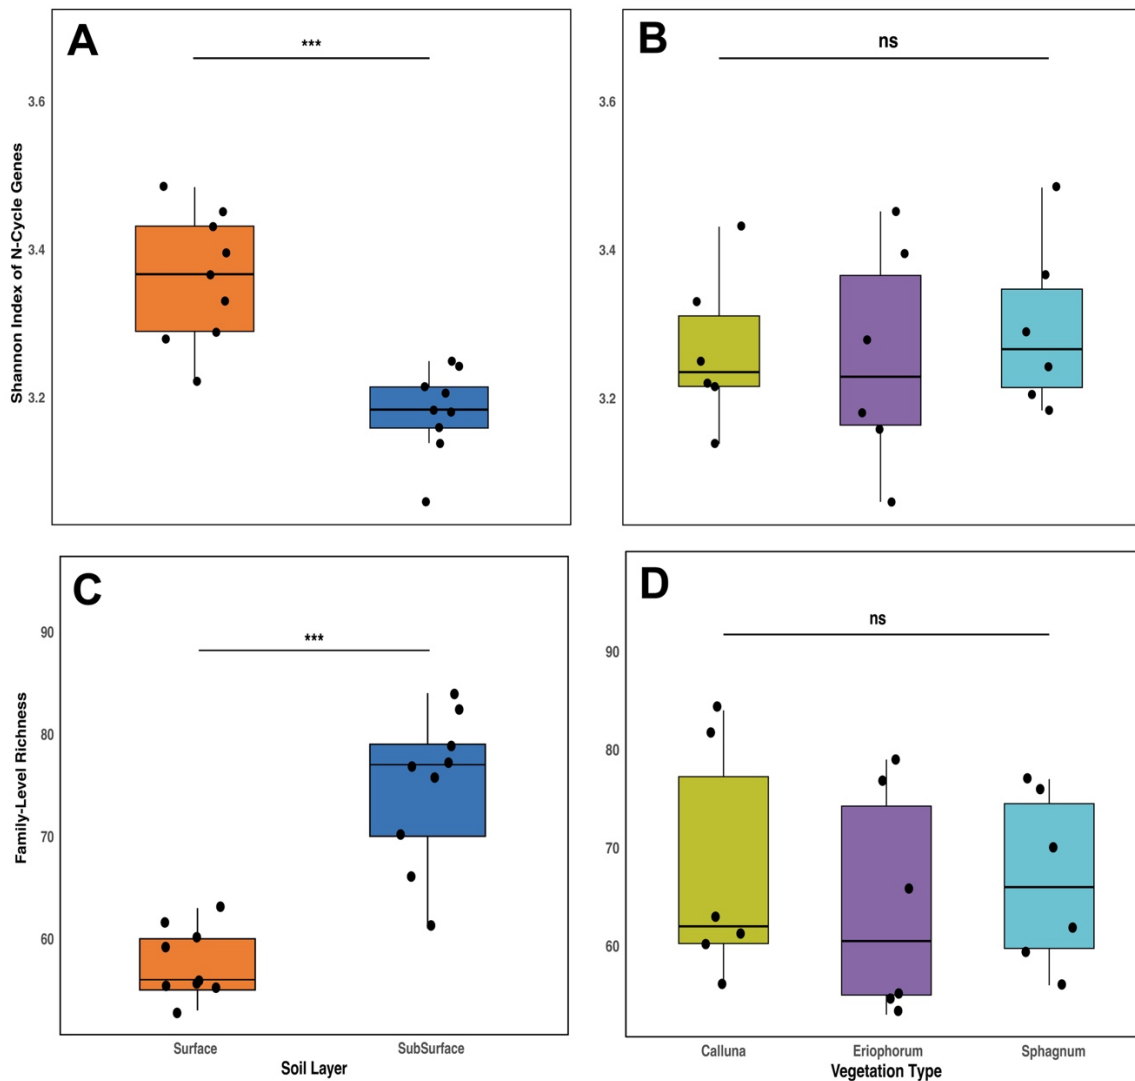 A
***
Shannon Index of N-Cycle Genes
3.6
3.4
3.2
B
ns
3.6
3.4
3.2
C
***
Family-Level Richness
90
80
70
60
Surface
SubSurface
Soil Layer
D
ns
90
80
70
60
Calluna
Eriophorum
Sphagnum
Vegetation Type